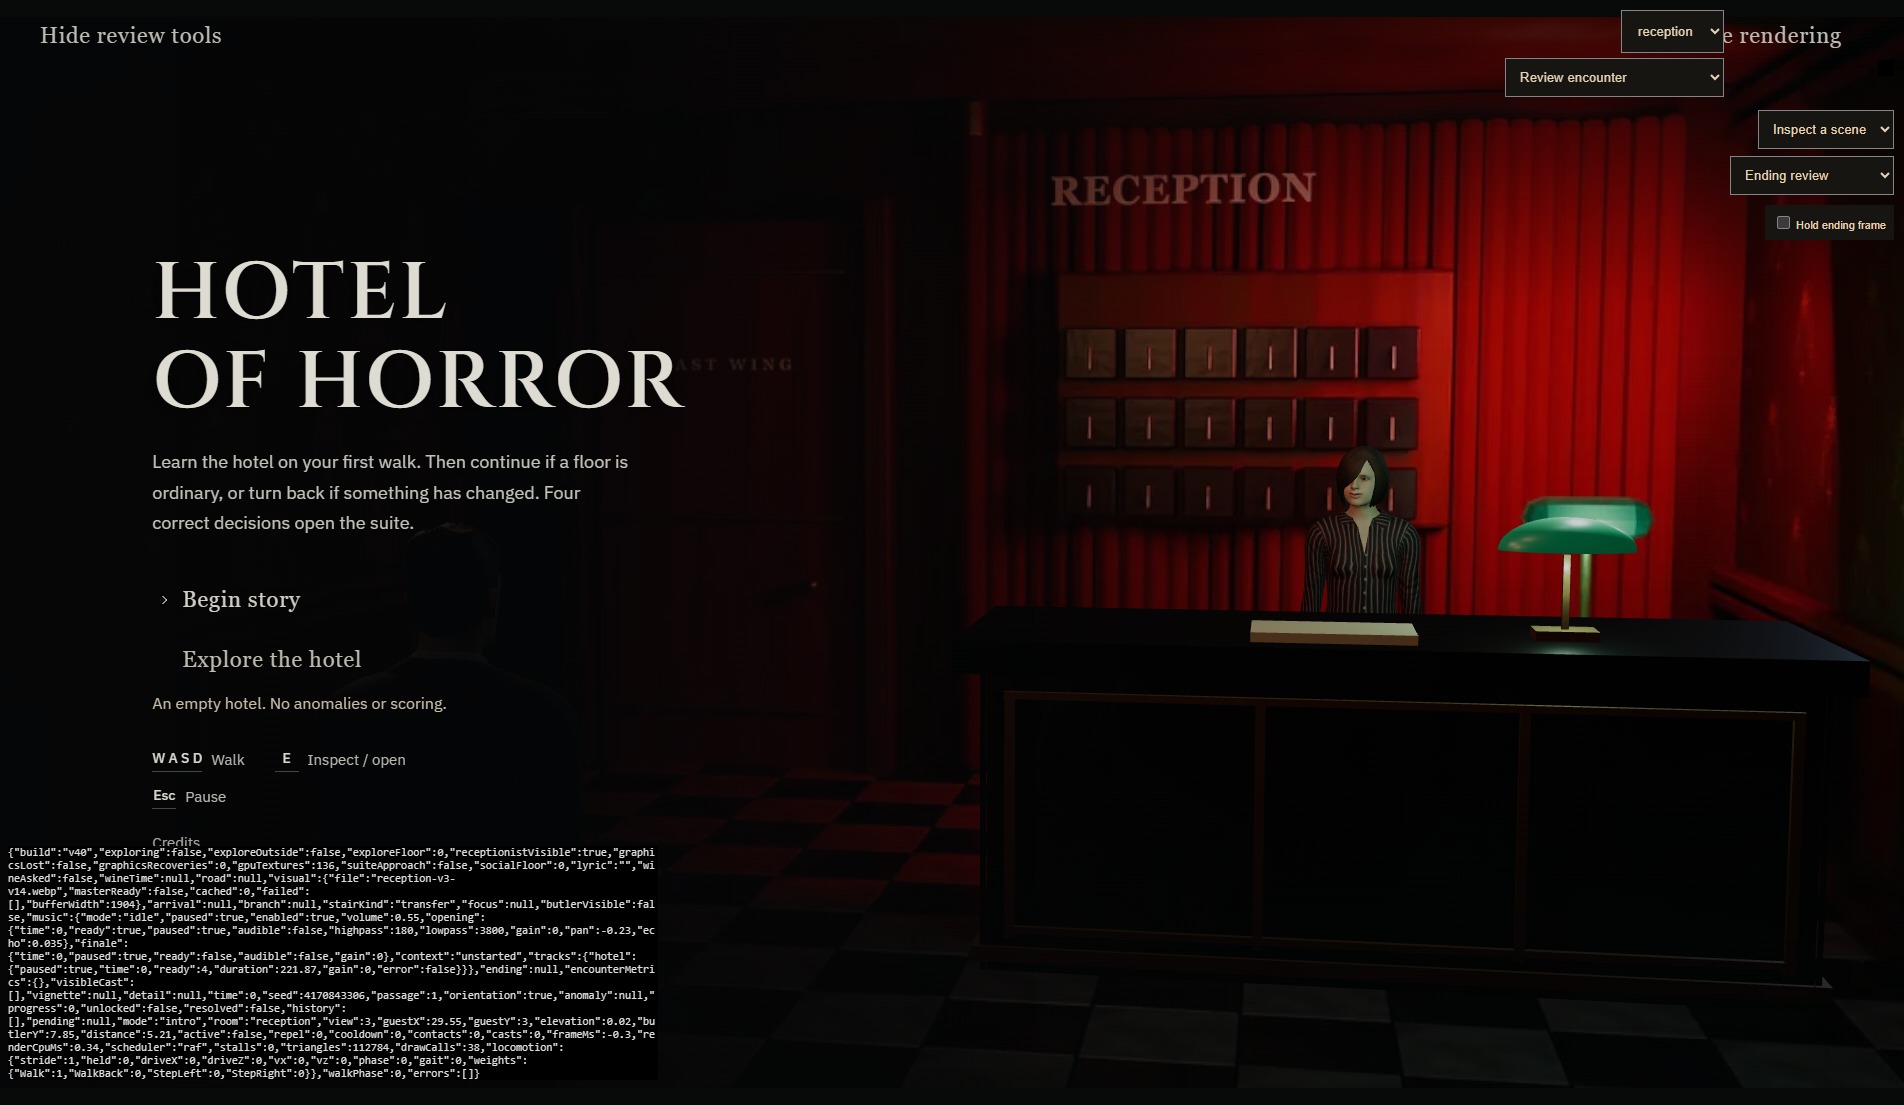 Hide review tools
reception
e rendering
Review encounter
Inspect a scene
Ending review
Hold ending frame
RECEPTION
HOTEL
OF HORROR
AST WING
Learn the hotel on your first walk. Then continue if a floor is
ordinary, or turn back if something has changed. Four
correct decisions open the suite.
Begin story
Explore the hotel
An empty hotel. No anomalies or scoring.
WASD Walk E Inspect / open
Esc Pause
Credits
{"build":"v40","exploring":false,"exploreOutside":false,"exploreFloor":0,"receptionistVisible":true,"graphi
csLost":false,"graphicsRecoveries":0,"gpuTextures":136,"suiteApproach":false,"socialFloor":0,"lyric":"","wi
neAsked":false,"wineTime":null,"road":null,"visual":{"file":"reception-v3-
v14.webp","masterReady":false,"cached":0,"failed":
[],"bufferWidth":1904},"arrival":null,"branch":null,"stairKind":"transfer","focus":null,"butlerVisible":fal
se,"music":{"mode":"idle","paused":true,"enabled":true,"volume":0.55,"opening":
{"time":0,"ready":true,"paused":true,"audible":false,"highpass":180,"lowpass":3800,"gain":0,"pan":-0.23,"ec
ho":0.035},"finale":
{"time":0,"paused":true,"ready":false,"audible":false,"gain":0},"context":"unstarted","tracks":{"hotel":
{"paused":true,"time":0,"ready":4,"duration":221.87,"gain":0,"error":false}}},"ending":null,"encounterMetri
cs":{},"visibleCast":
[],"vignette":null,"detail":null,"time":0,"seed":4170843306,"passage":1,"orientation":true,"anomaly":null,"
progress":0,"unlocked":false,"resolved":false,"history":
[],"pending":null,"mode":"intro","room":"reception","view":3,"guestX":29.55,"guestY":3,"elevation":0.02,"bu
tlerY":7.85,"distance":5.21,"active":false,"repel":0,"cooldown":0,"contacts":0,"casts":0,"frameMs":-0.3,"re
nderCpuMs":0.34,"scheduler":"raf","stalls":0,"triangles":112784,"drawCalls":38,"locomotion":
{"stride":1,"held":0,"driveX":0,"driveZ":0,"vx":0,"vz":0,"phase":0,"gait":0,"weights":
{"Walk":1,"WalkBack":0,"StepLeft":0,"StepRight":0}},"walkPhase":0,"errors":[]}